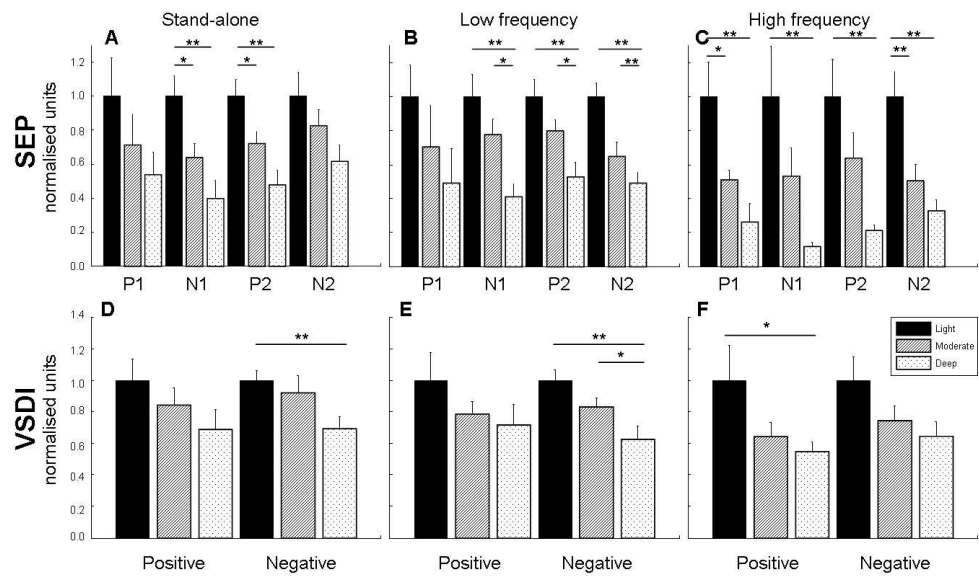 Stand-alone
Low frequency
High frequency
A
**
**
*
*
B
**
**
**
*
*
**
C
**
**
**
**
*
**
SEP
normalised units
1.2
1.0
0.8
0.6
0.4
0.2
0.0
P1 N1 P2 N2
P1 N1 P2 N2
P1 N1 P2 N2
D
**
E
**
*
F
*
Light
Moderate
Deep
VSDI
normalised units
1.4
1.2
1.0
0.8
0.6
0.4
0.2
0.0
Positive Negative
Positive Negative
Positive Negative